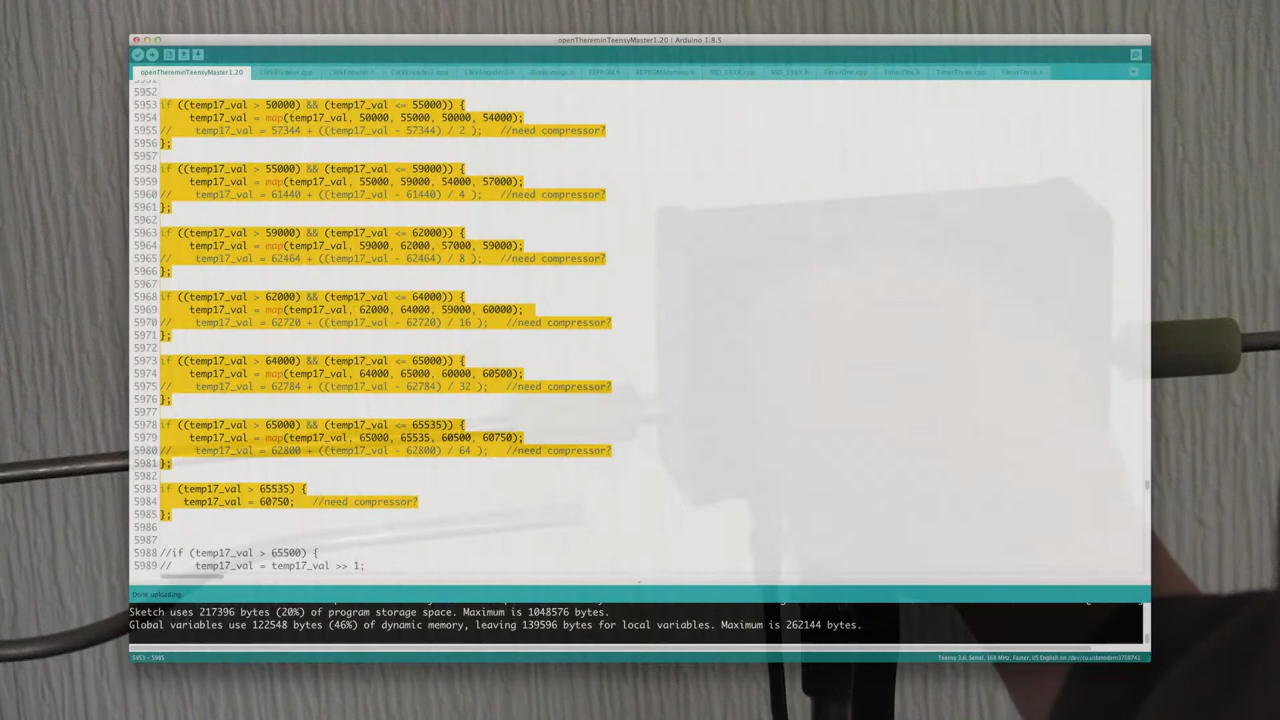 openThereminTeensyMaster1.20 | Arduino 1.8.5
openThereminTeensyMaster1.20
5952
5953 if ((temp17_val > 50000) && (temp17_val <= 55000)) {
5954 temp17_val = map(temp17_val, 50000, 55000, 50000, 54000);
5955 // temp17_val = 57344 + ((temp17_val - 57344) / 2 ); //need compressor?
5956 };
5957
5958 if ((temp17_val > 55000) && (temp17_val <= 59000)) {
5959 temp17_val = map(temp17_val, 55000, 59000, 54000, 57000);
5960 // temp17_val = 61440 + ((temp17_val - 61440) / 4 ); //need compressor?
5961 };
5962
5963 if ((temp17_val > 59000) && (temp17_val <= 62000)) {
5964 temp17_val = map(temp17_val, 59000, 62000, 57000, 59000);
5965 // temp17_val = 62464 + ((temp17_val - 62464) / 8 ); //need compressor?
5966 };
5967
5968 if ((temp17_val > 62000) && (temp17_val <= 64000)) {
5969 temp17_val = map(temp17_val, 62000, 64000, 59000, 60000);
5970 // temp17_val = 62720 + ((temp17_val - 62720) / 16 ); //need compressor?
5971 };
5972
5973 if ((temp17_val > 64000) && (temp17_val <= 65000)) {
5974 temp17_val = map(temp17_val, 64000, 65000, 60000, 60500);
5975 // temp17_val = 62784 + ((temp17_val - 62784) / 32 ); //need compressor?
5976 };
5977
5978 if ((temp17_val > 65000) && (temp17_val <= 65535)) {
5979 temp17_val = map(temp17_val, 65000, 65535, 60500, 60750);
5980 // temp17_val = 62800 + ((temp17_val - 62800) / 64 ); //need compressor?
5981 };
5982
5983 if (temp17_val > 65535) {
5984 temp17_val = 60750; //need compressor?
5985 };
5986
5987
5988 //if (temp17_val > 65500) {
5989 // temp17_val = temp17_val >> 1;
Done uploading.
Sketch uses 217396 bytes (20%) of program storage space. Maximum is 1048576 bytes.
Global variables use 122548 bytes (46%) of dynamic memory, leaving 139596 bytes for local variables. Maximum is 262144 bytes.
5953 - 5985